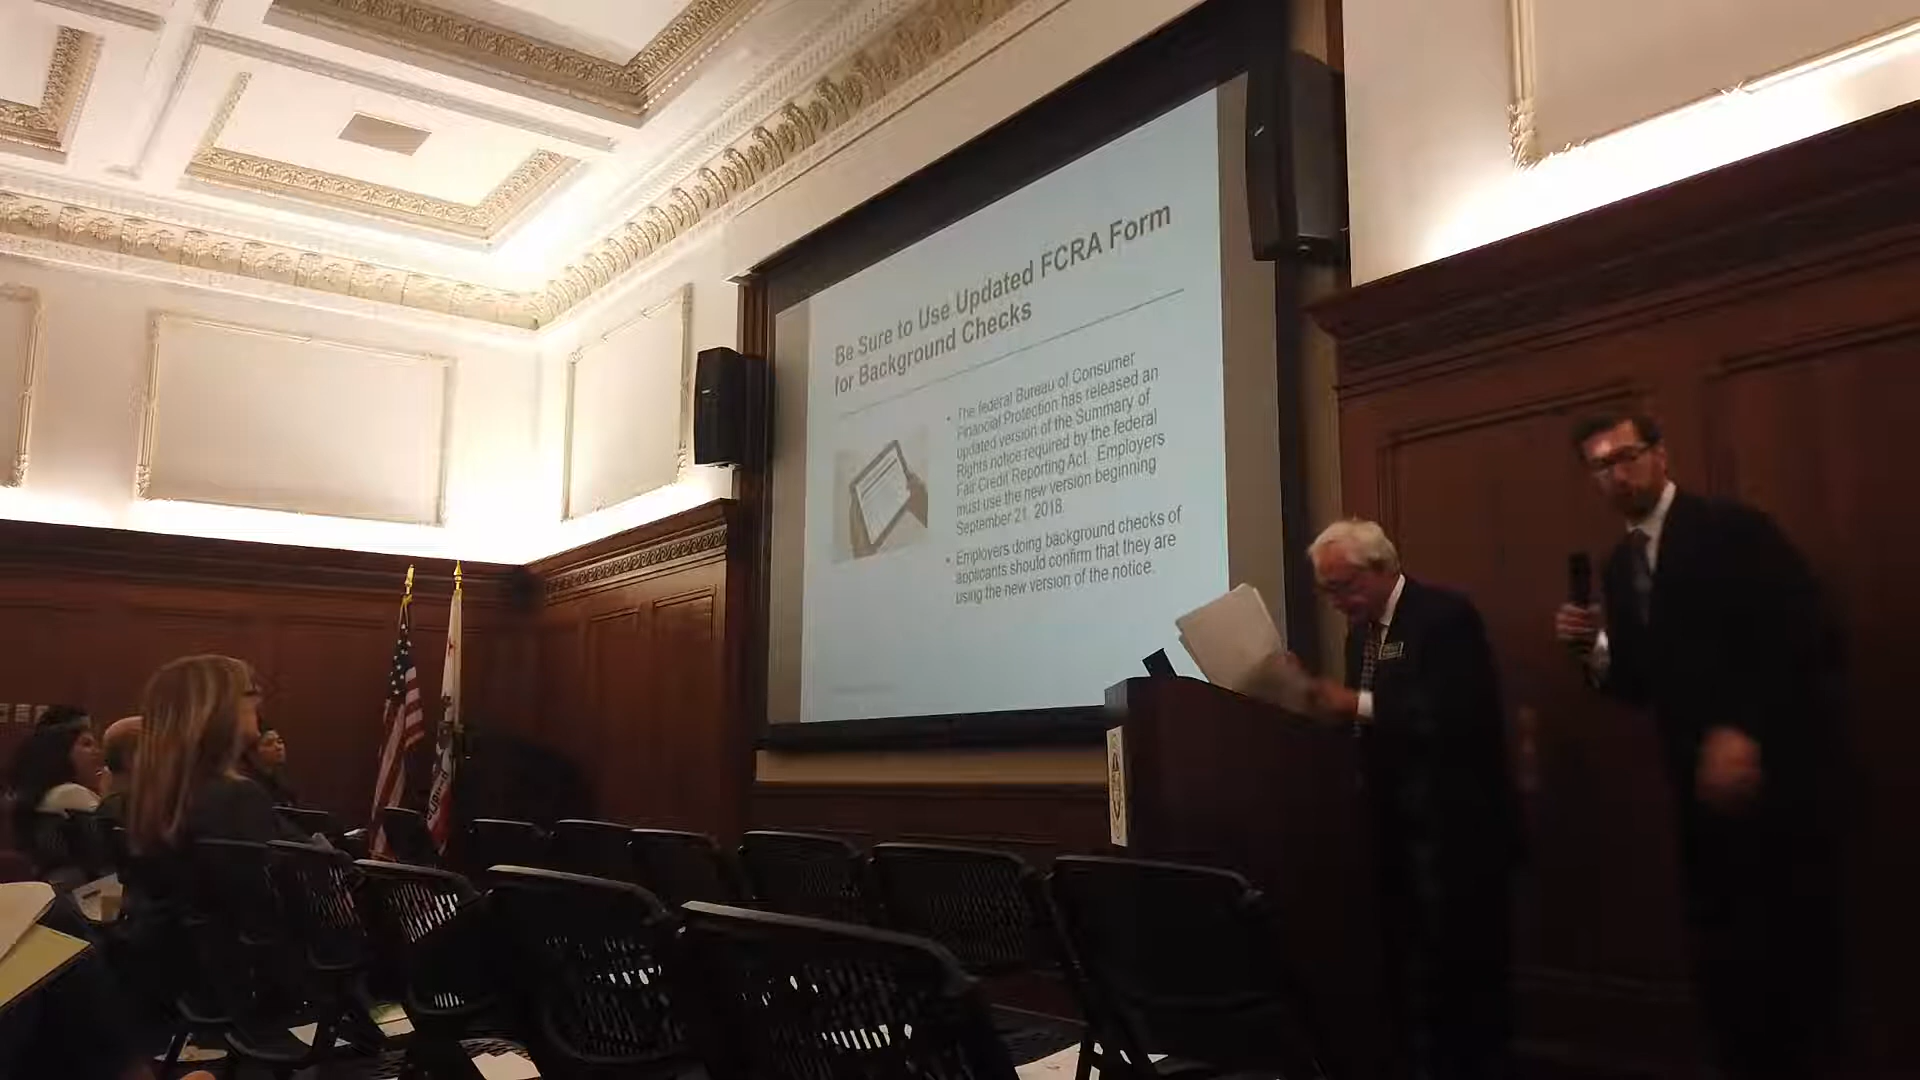 Be Sure to Use Updated FCRA Form
for Background Checks
• The federal Bureau of Consumer
Financial Protection has released an
updated version of the Summary of
Rights notice required by the federal
Fair Credit Reporting Act. Employers
must use the new version beginning
September 21, 2018.
• Employers doing background checks of
applicants should confirm that they are
using the new version of the notice.